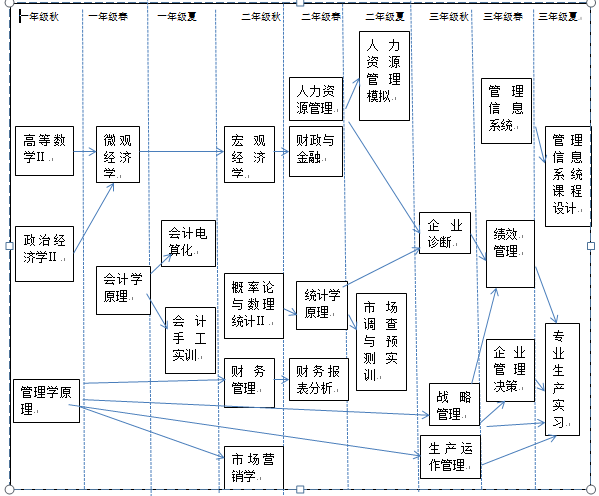 一年级秋
一年级春
一年级夏
二年级秋
二年级春
二年级夏
三年级秋
三年级春
三年级夏
人力
资源
管理
模拟
人力资
源管理
管理
信息
系统
高等数
学II
微观
经济
学
宏观
经济
学
财政与
金融
管理
信息
系统
课程
设计
政治经
济学II
会计电
算化
企业
诊断
绩效
管理
会计学
原理
概率论
与数理
统计II
统计学
原理
市场
调查
与预
测实
训
会计
手工
实训
专
业
生
产
实
习
企业
管理
决策
管理学原
理
财务
管理
财务报
表分析
战略
管理
生产运
作管理
市场营
销学